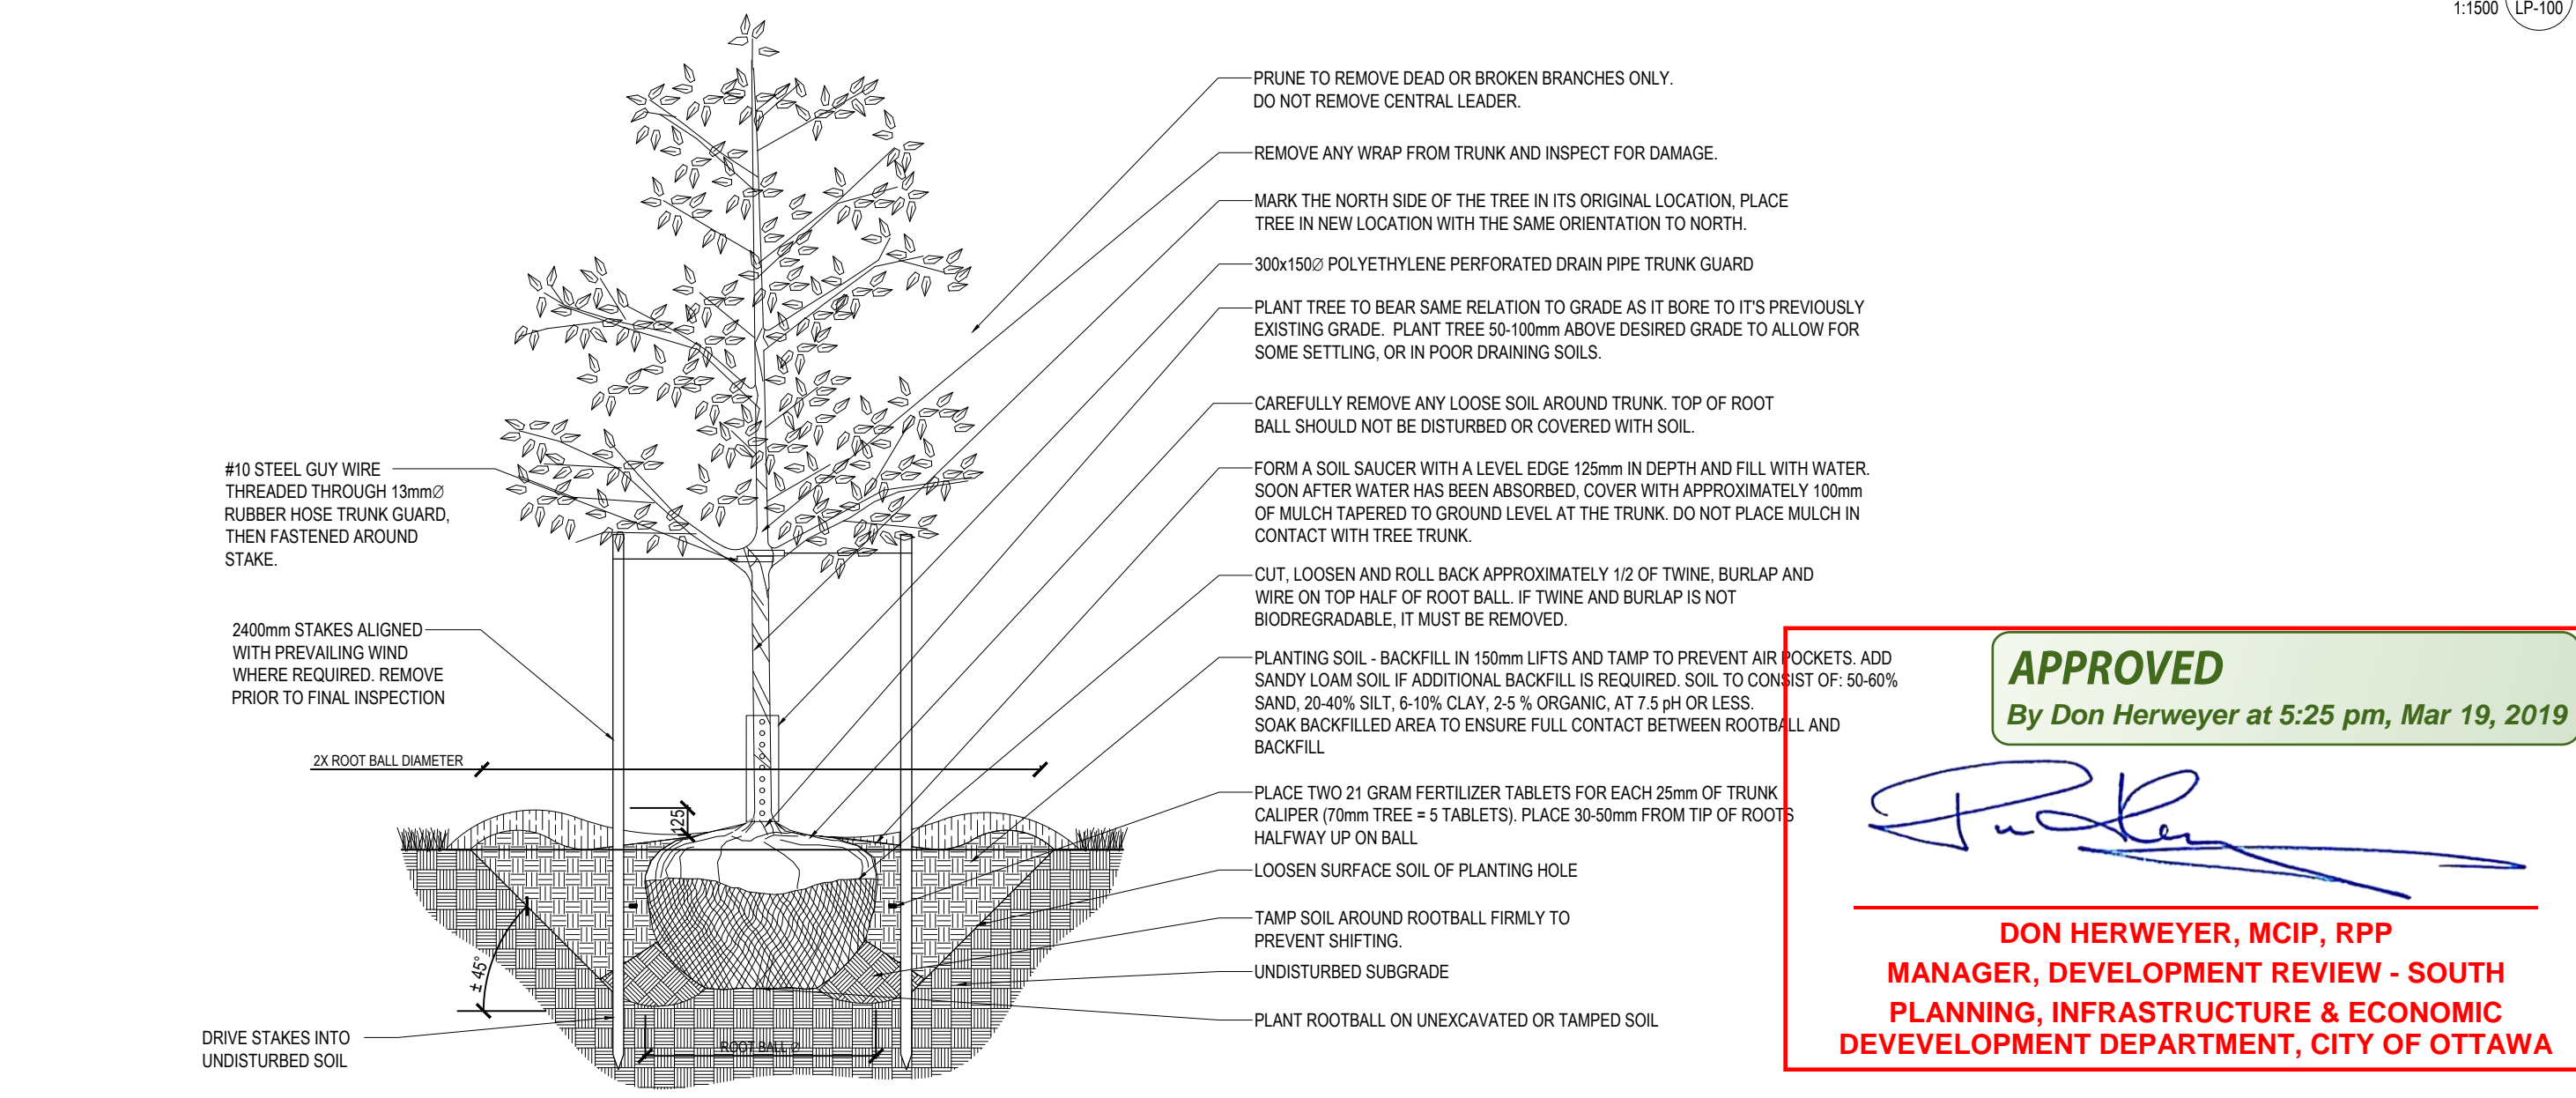 1:1500 LP-100
PRUNE TO REMOVE DEAD OR BROKEN BRANCHES ONLY.
DO NOT REMOVE CENTRAL LEADER.
REMOVE ANY WRAP FROM TRUNK AND INSPECT FOR DAMAGE.
MARK THE NORTH SIDE OF THE TREE IN ITS ORIGINAL LOCATION, PLACE
TREE IN NEW LOCATION WITH THE SAME ORIENTATION TO NORTH.
300x150Ø POLYETHYLENE PERFORATED DRAIN PIPE TRUNK GUARD
PLANT TREE TO BEAR SAME RELATION TO GRADE AS IT BORE TO IT'S PREVIOUSLY
EXISTING GRADE. PLANT TREE 50-100mm ABOVE DESIRED GRADE TO ALLOW FOR
SOME SETTLING, OR IN POOR DRAINING SOILS.
CAREFULLY REMOVE ANY LOOSE SOIL AROUND TRUNK. TOP OF ROOT
BALL SHOULD NOT BE DISTURBED OR COVERED WITH SOIL.
FORM A SOIL SAUCER WITH A LEVEL EDGE 125mm IN DEPTH AND FILL WITH WATER.
SOON AFTER WATER HAS BEEN ABSORBED, COVER WITH APPROXIMATELY 100mm
OF MULCH TAPERED TO GROUND LEVEL AT THE TRUNK. DO NOT PLACE MULCH IN
CONTACT WITH TREE TRUNK.
CUT, LOOSEN AND ROLL BACK APPROXIMATELY 1/2 OF TWINE, BURLAP AND
WIRE ON TOP HALF OF ROOT BALL. IF TWINE AND BURLAP IS NOT
BIODREGRADABLE, IT MUST BE REMOVED.
PLANTING SOIL - BACKFILL IN 150mm LIFTS AND TAMP TO PREVENT AIR POCKETS. ADD
SANDY LOAM SOIL IF ADDITIONAL BACKFILL IS REQUIRED. SOIL TO CONSIST OF: 50-60%
SAND, 20-40% SILT, 6-10% CLAY, 2-5 % ORGANIC, AT 7.5 pH OR LESS.
SOAK BACKFILLED AREA TO ENSURE FULL CONTACT BETWEEN ROOTBALL AND
BACKFILL
PLACE TWO 21 GRAM FERTILIZER TABLETS FOR EACH 25mm OF TRUNK
CALIPER (70mm TREE = 5 TABLETS). PLACE 30-50mm FROM TIP OF ROOTS
HALFWAY UP ON BALL
LOOSEN SURFACE SOIL OF PLANTING HOLE
TAMP SOIL AROUND ROOTBALL FIRMLY TO
PREVENT SHIFTING.
UNDISTURBED SUBGRADE
PLANT ROOTBALL ON UNEXCAVATED OR TAMPED SOIL
#10 STEEL GUY WIRE
THREADED THROUGH 13mmØ
RUBBER HOSE TRUNK GUARD,
THEN FASTENED AROUND
STAKE.
2400mm STAKES ALIGNED
WITH PREVAILING WIND
WHERE REQUIRED. REMOVE
PRIOR TO FINAL INSPECTION
2X ROOT BALL DIAMETER
125
± 45°
ROOT BALL Ø
DRIVE STAKES INTO
UNDISTURBED SOIL
APPROVED
By Don Herweyer at 5:25 pm, Mar 19, 2019
DON HERWEYER, MCIP, RPP
MANAGER, DEVELOPMENT REVIEW - SOUTH
PLANNING, INFRASTRUCTURE & ECONOMIC
DEVEVELOPMENT DEPARTMENT, CITY OF OTTAWA